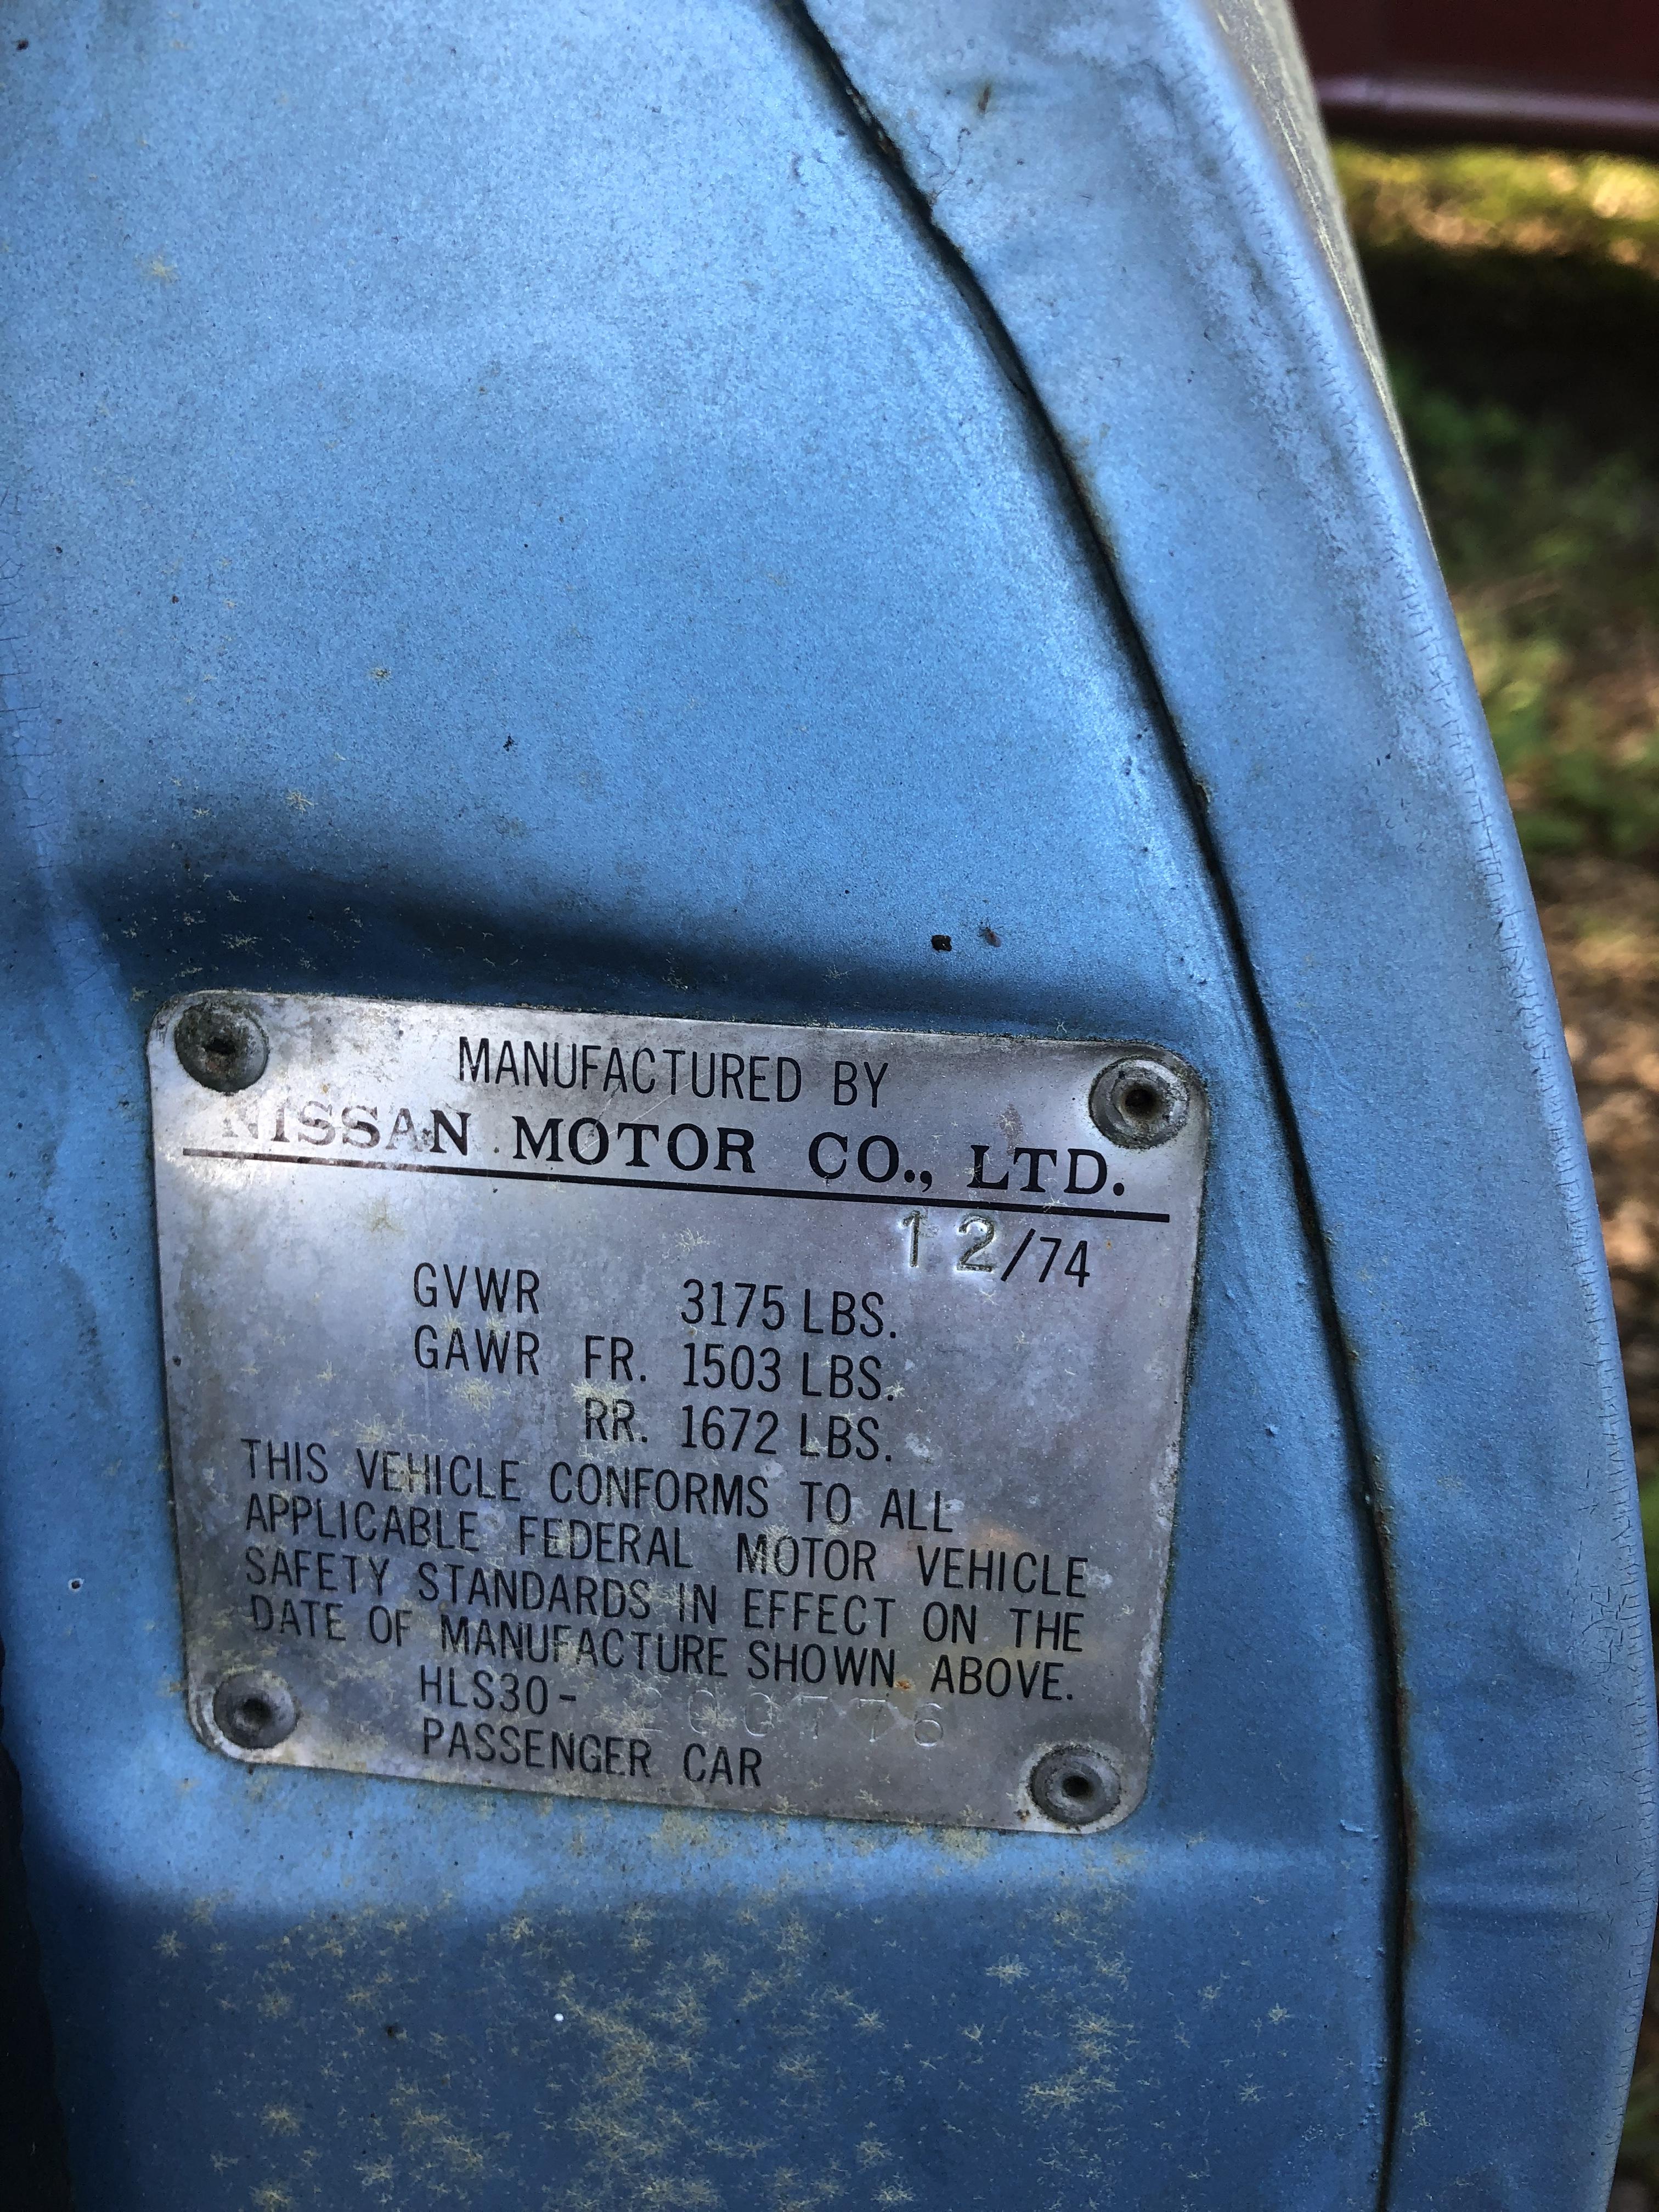 MANUFACTURED BY
NISSAN MOTOR CO., LTD.
12/74
GVWR 3175 LBS.
GAWR FR. 1503 LBS.
RR. 1672 LBS.
THIS VEHICLE CONFORMS TO ALL
APPLICABLE FEDERAL MOTOR VEHICLE
SAFETY STANDARDS IN EFFECT ON THE
DATE OF MANUFACTURE SHOWN ABOVE.
HLS30-
PASSENGER CAR